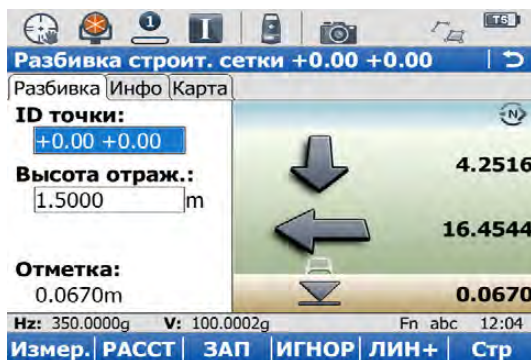 1
I
TS
Разбивка строит. сетки +0.00 +0.00
Разбивка Инфо Карта
ID точки:
+0.00 +0.00
N
Высота отраж.:
4.2516
1.5000 m
16.4544
Отметка:
0.0670m 0.0670
Hz: 350.0000g V: 100.0002g Fn abc 12:04
Измер. РАССТ ЗАП ИГНОР ЛИН+ Стр